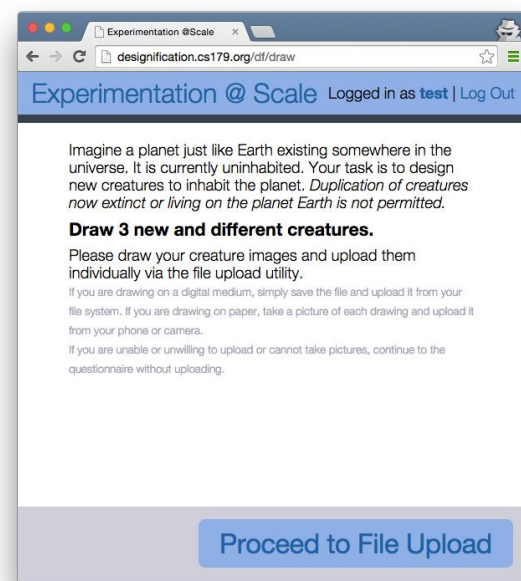 Experimentation @Scale
designification.cs179.org/df/draw
Experimentation @ Scale Logged in as test | Log Out
Imagine a planet just like Earth existing somewhere in the
universe. It is currently uninhabited. Your task is to design
new creatures to inhabit the planet. Duplication of creatures
now extinct or living on the planet Earth is not permitted.
Draw 3 new and different creatures.
Please draw your creature images and upload them
individually via the file upload utility.
If you are drawing on a digital medium, simply save the file and upload it from your
file system. If you are drawing on paper, take a picture of each drawing and upload it
from your phone or camera.
If you are unable or unwilling to upload or cannot take pictures, continue to the
questionnaire without uploading.
Proceed to File Upload